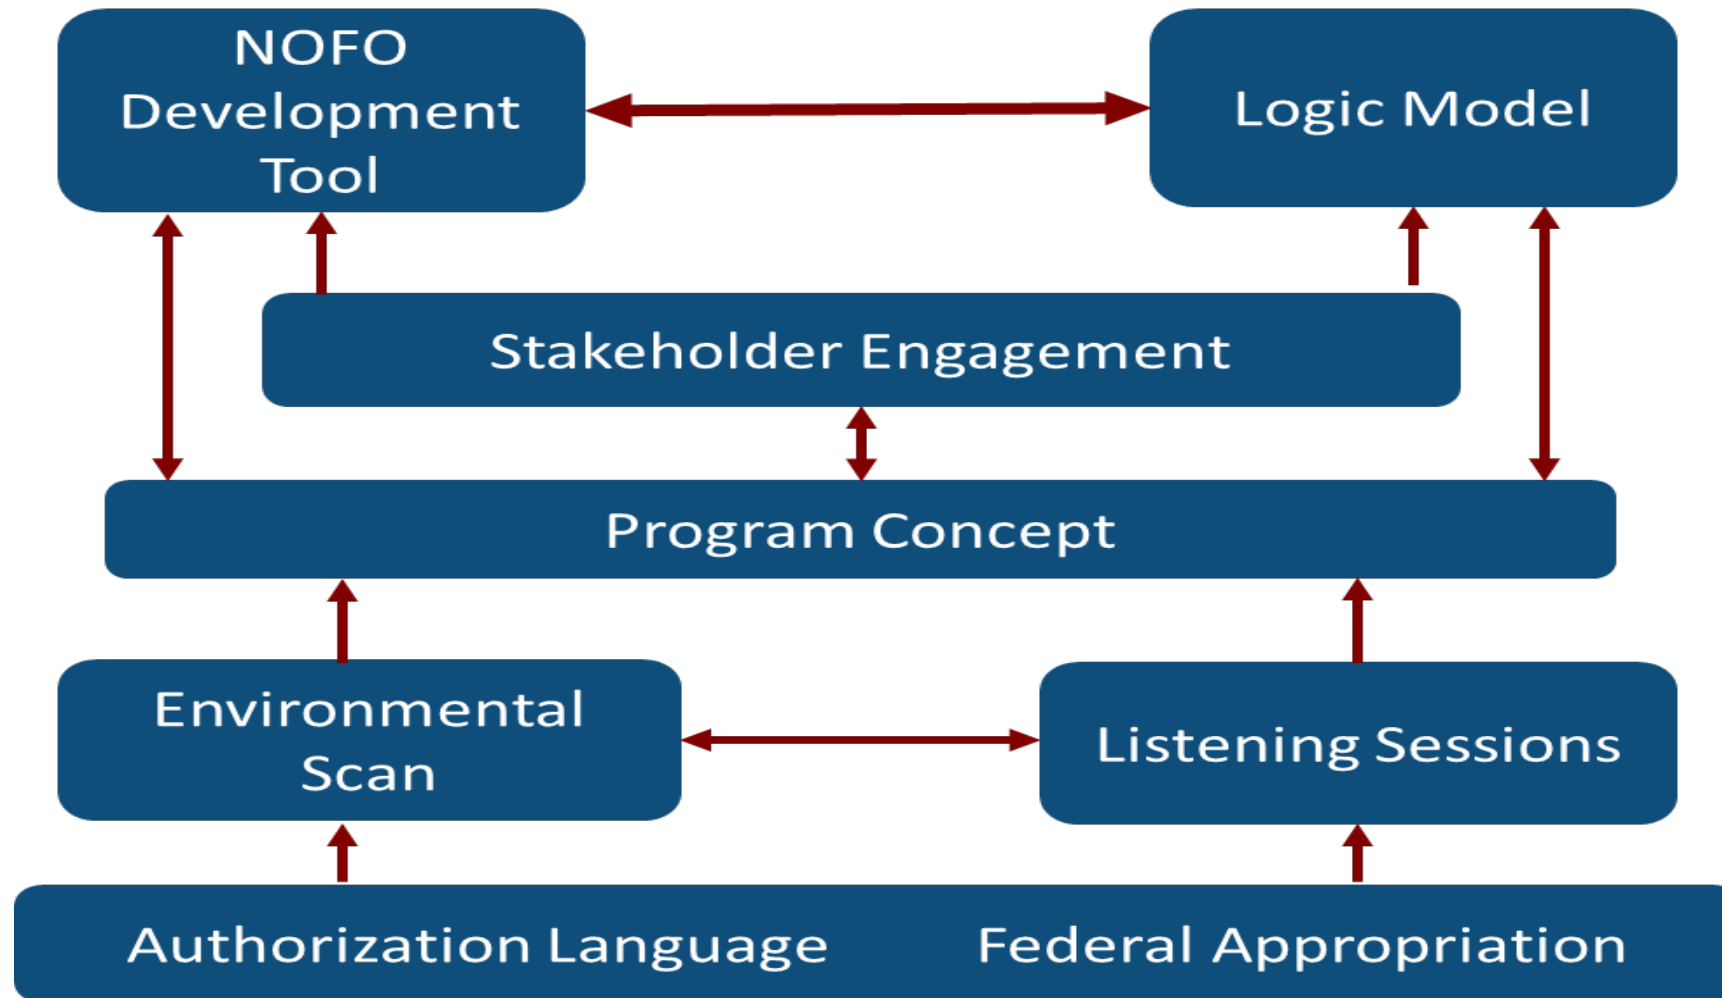 NOFO
Development
Tool
Logic Model
Stakeholder Engagement
Program Concept
Environmental
Scan
Listening Sessions
Authorization Language
Federal Appropriation